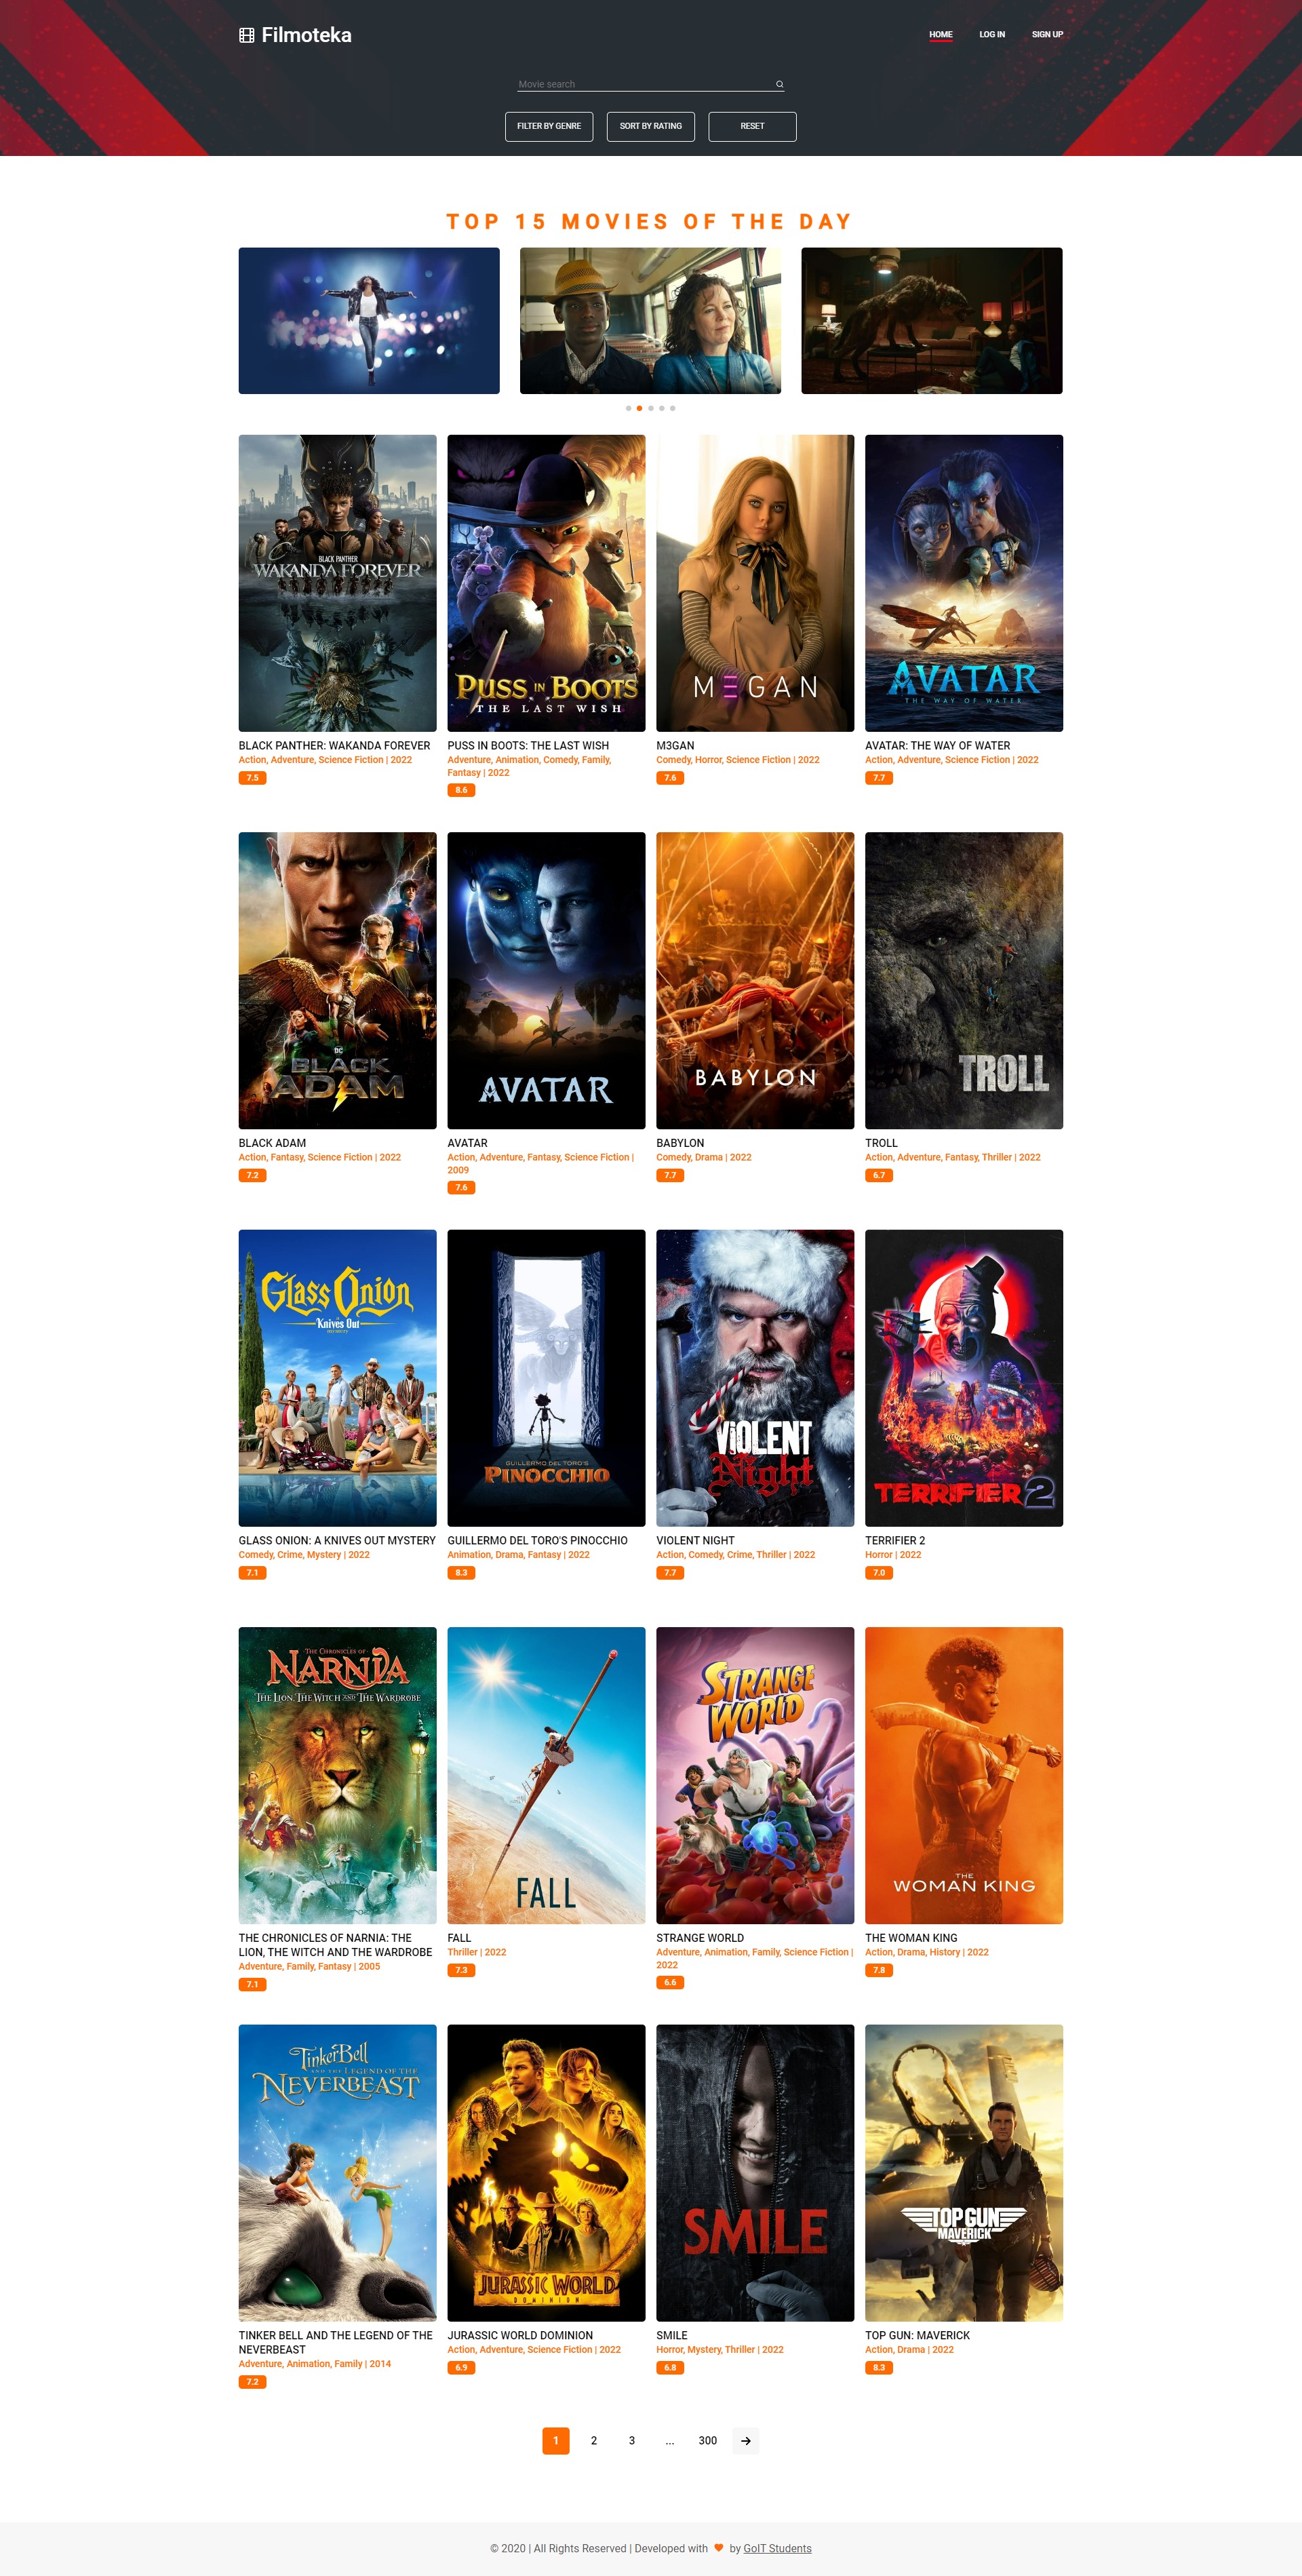 Filmoteka
HOME
LOG IN
SIGN UP
Movie search
FILTER BY GENRE
SORT BY RATING
RESET
TOP 15 MOVIES OF THE DAY
BLACK PANTHER
WAKANDA FOREVER
PUSS IN BOOTS
THE LAST WISH
M3GAN
AVATAR
THE WAY OF WATER
BLACK PANTHER: WAKANDA FOREVER
Action, Adventure, Science Fiction | 2022
7.5
PUSS IN BOOTS: THE LAST WISH
Adventure, Animation, Comedy, Family,
Fantasy | 2022
8.6
M3GAN
Comedy, Horror, Science Fiction | 2022
7.6
AVATAR: THE WAY OF WATER
Action, Adventure, Science Fiction | 2022
7.7
DC
BLACK
ADAM
AVATAR
BABYLON
TROLL
BLACK ADAM
Action, Fantasy, Science Fiction | 2022
7.2
AVATAR
Action, Adventure, Fantasy, Science Fiction |
2009
7.6
BABYLON
Comedy, Drama | 2022
7.7
TROLL
Action, Adventure, Fantasy, Thriller | 2022
6.7
Glass Onion
A
Knives Out
mystery
GUILLERMO DEL TORO'S
PINOCCHIO
VIOLENT
Night
TERRIFIER 2
GLASS ONION: A KNIVES OUT MYSTERY
Comedy, Crime, Mystery | 2022
7.1
GUILLERMO DEL TORO'S PINOCCHIO
Animation, Drama, Fantasy | 2022
8.3
VIOLENT NIGHT
Action, Comedy, Crime, Thriller | 2022
7.7
TERRIFIER 2
Horror | 2022
7.0
THE CHRONICLES OF
NARNIA
THE LION, THE WITCH AND THE WARDROBE
FALL
STRANGE
WORLD
THE
WOMAN KING
THE CHRONICLES OF NARNIA: THE
LION, THE WITCH AND THE WARDROBE
Adventure, Family, Fantasy | 2005
7.1
FALL
Thriller | 2022
7.3
STRANGE WORLD
Adventure, Animation, Family, Science Fiction |
2022
6.6
THE WOMAN KING
Action, Drama, History | 2022
7.8
TinkerBell
AND THE LEGEND OF THE
NEVERBEAST
JURASSIC WORLD
DOMINION
SMILE
TOP GUN
MAVERICK
TINKER BELL AND THE LEGEND OF THE
NEVERBEAST
Adventure, Animation, Family | 2014
7.2
JURASSIC WORLD DOMINION
Action, Adventure, Science Fiction | 2022
6.9
SMILE
Horror, Mystery, Thriller | 2022
6.8
TOP GUN: MAVERICK
Action, Drama | 2022
8.3
1 2 3 ... 300
© 2020 | All Rights Reserved | Developed with by GoIT Students